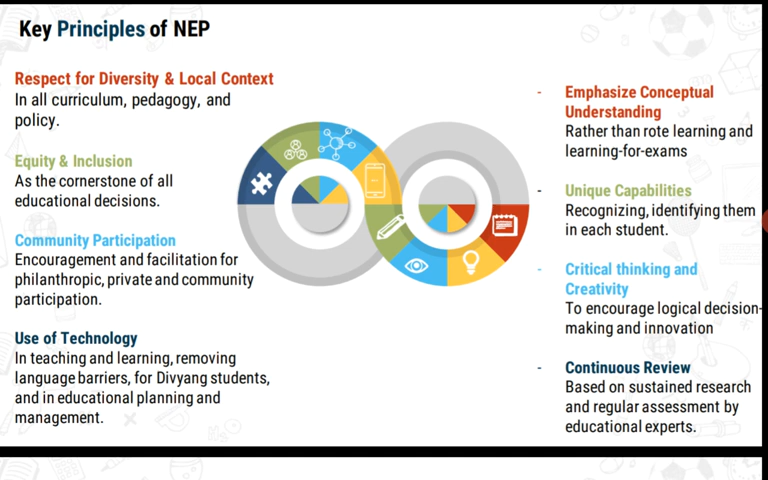 Key Principles of NEP
Respect for Diversity & Local Context
In all curriculum, pedagogy, and
policy.
Equity & Inclusion
As the cornerstone of all
educational decisions.
Community Participation
Encouragement and facilitation for
philanthropic, private and community
participation.
Use of Technology
In teaching and learning, removing
language barriers, for Divyang students,
and in educational planning and
management.
- Emphasize Conceptual
Understanding
Rather than rote learning and
learning-for-exams
- Unique Capabilities
Recognizing, identifying them
in each student.
- Critical thinking and
Creativity
To encourage logical decision-
making and innovation
- Continuous Review
Based on sustained research
and regular assessment by
educational experts.